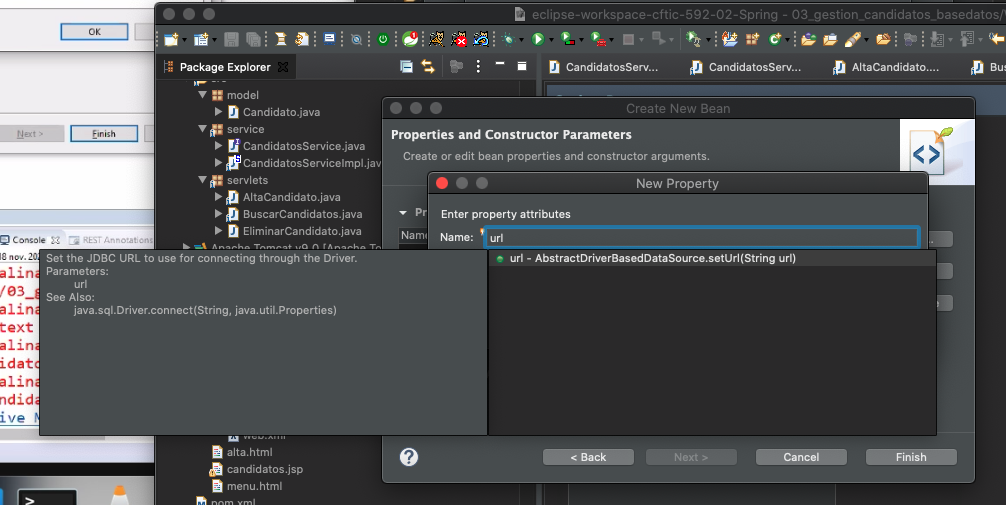 eclipse-workspace-cftic-592-02-Spring - 03_gestion_candidatos_basedatos/
OK
Package Explorer
CandidatosServ...
CandidatosServ...
AltaCandidato....
Bus
model
Candidato.java
service
CandidatosService.java
CandidatosServiceImpl.jav
servlets
AltaCandidato.java
BuscarCandidatos.java
EliminarCandidato.java
Apache Tomcat v9.0 [Apache To
Next >
Finish
Create New Bean
Properties and Constructor Parameters
Create or edit bean properties and constructor arguments.
New Property
Enter property attributes
Name:
url
Pr
Name
Console
REST Annotations
18 nov. 202
alina
/03_g
text
alina
idato
alina
ndida
ive M
Set the JDBC URL to use for connecting through the Driver.
Parameters:
url
See Also:
java.sql.Driver.connect(String, java.util.Properties)
url - AbstractDriverBasedDataSource.setUrl(String url)
web.xml
alta.html
candidatos.jsp
menu.html
pom.xml
< Back
Next >
Cancel
Finish